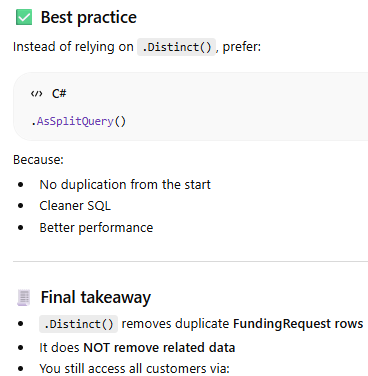 ✅ Best practice
Instead of relying on .Distinct(), prefer:
</> C#
.AsSplitQuery()
Because:
• No duplication from the start
• Cleaner SQL
• Better performance
🧾 Final takeaway
• .Distinct() removes duplicate FundingRequest rows
• It does NOT remove related data
• You still access all customers via: